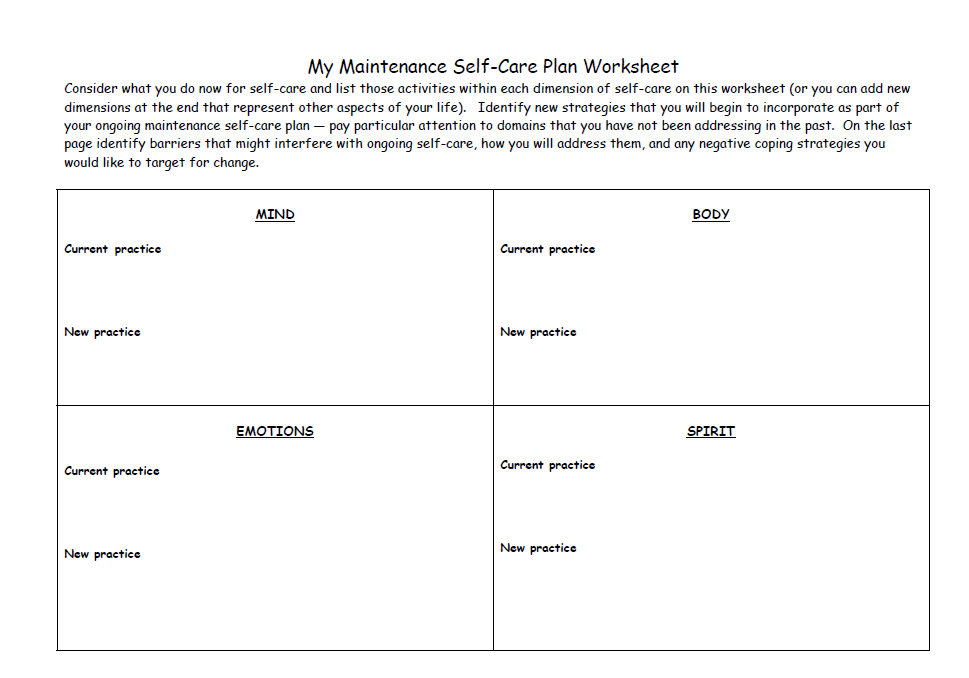 My Maintenance Self-Care Plan Worksheet
Consider what you do now for self-care and list those activities within each dimension of self-care on this worksheet (or you can add new
dimensions at the end that represent other aspects of your life).   Identify new strategies that you will begin to incorporate as part of
your ongoing maintenance self-care plan — pay particular attention to domains that you have not been addressing in the past.  On the last
page identify barriers that might interfere with ongoing self-care, how you will address them, and any negative coping strategies you
would like to target for change.
MIND
Current practice
New practice
BODY
Current practice
New practice
EMOTIONS
Current practice
New practice
SPIRIT
Current practice
New practice